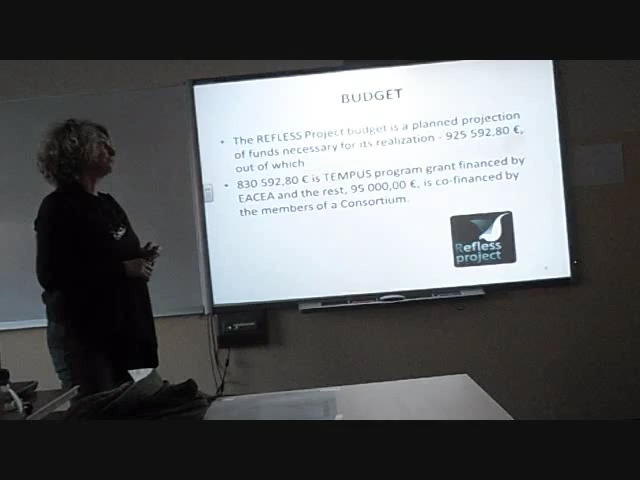 BUDGET
• The REFLESS Project budget is a planned projection
of funds necessary for its realization - 925 592,80 €,
out of which
• 830 592,80 € is TEMPUS program grant financed by
EACEA and the rest, 95 000,00 €, is co-financed by
the members of a Consortium.
Refless
project